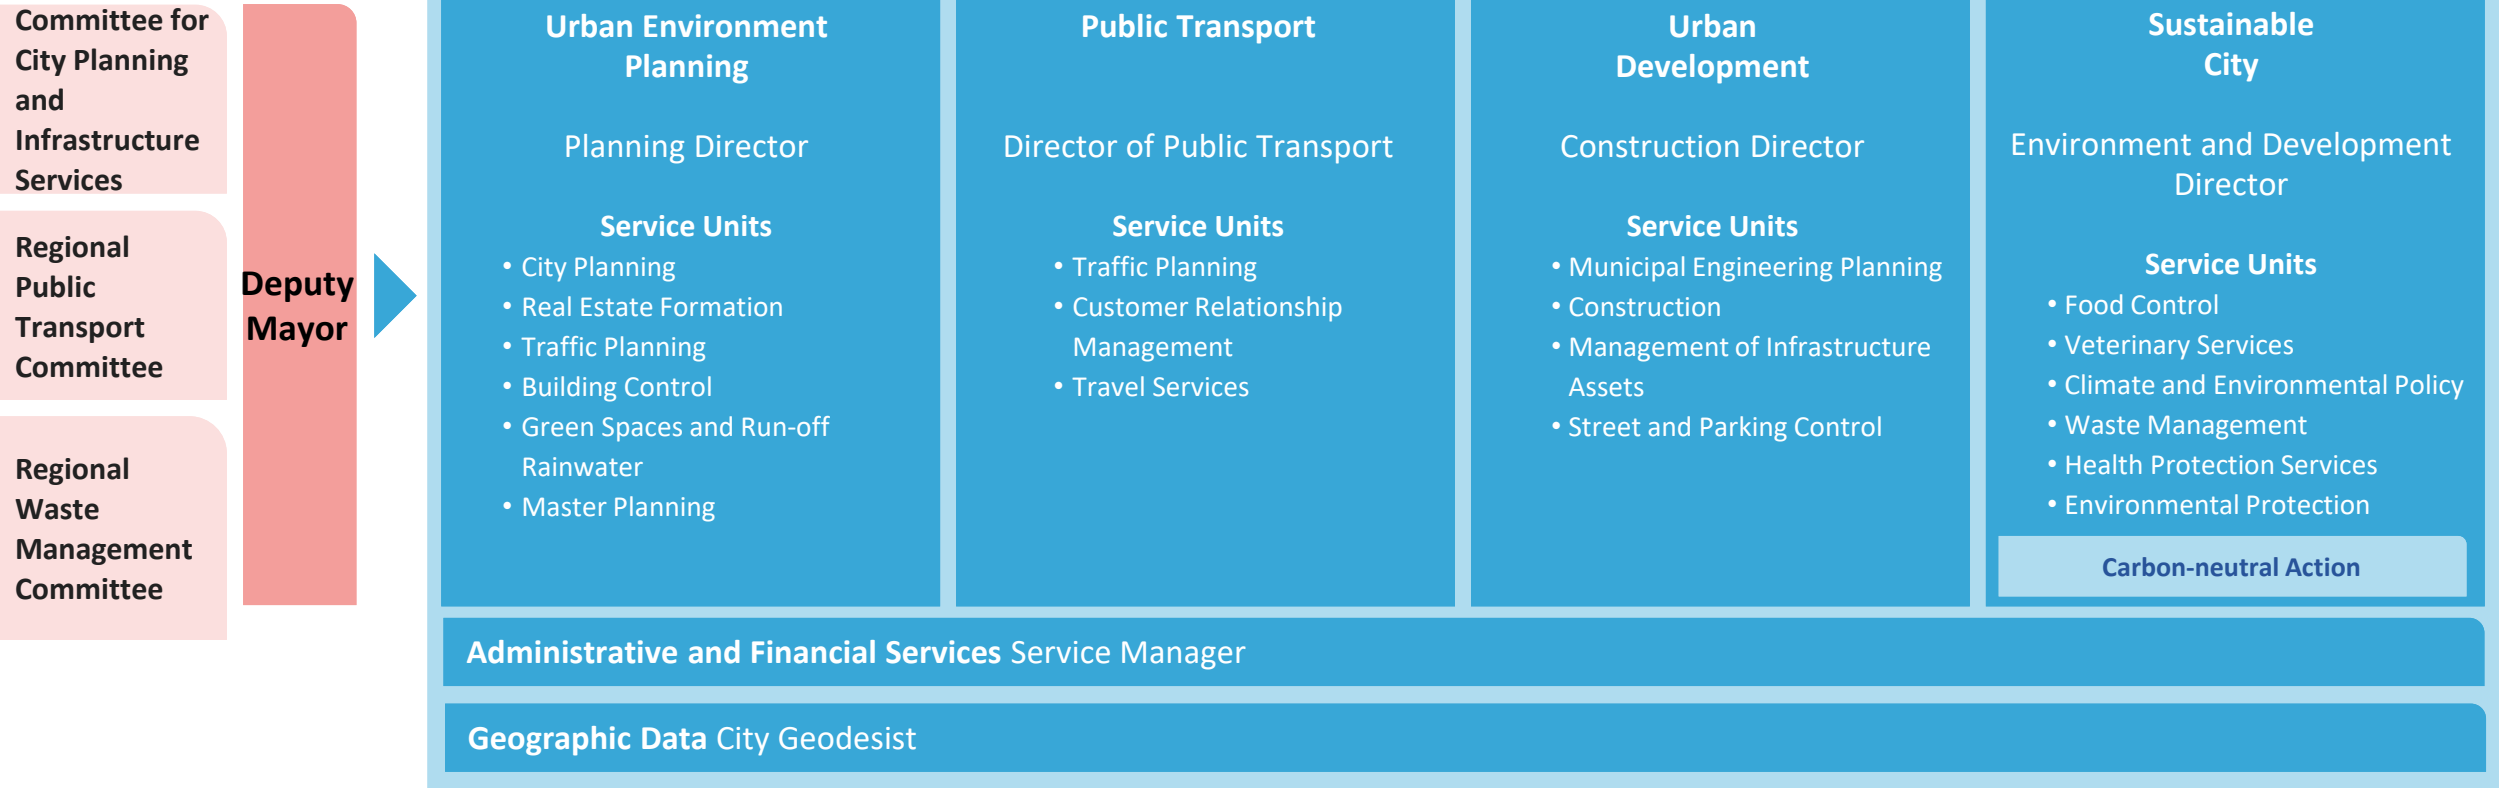 Committee for
City Planning
and
Infrastructure
Services
Regional
Public
Transport
Committee
Regional
Waste
Management
Committee
Deputy
Mayor
Urban Environment
Planning
Planning Director
Service Units
• City Planning
• Real Estate Formation
• Traffic Planning
• Building Control
• Green Spaces and Run-off
Rainwater
• Master Planning
Public Transport
Director of Public Transport
Service Units
• Traffic Planning
• Customer Relationship
Management
• Travel Services
Urban
Development
Construction Director
Service Units
• Municipal Engineering Planning
• Construction
• Management of Infrastructure
Assets
• Street and Parking Control
Sustainable
City
Environment and Development
Director
Service Units
• Food Control
• Veterinary Services
• Climate and Environmental Policy
• Waste Management
• Health Protection Services
• Environmental Protection
Carbon-neutral Action
Administrative and Financial Services Service Manager
Geographic Data City Geodesist